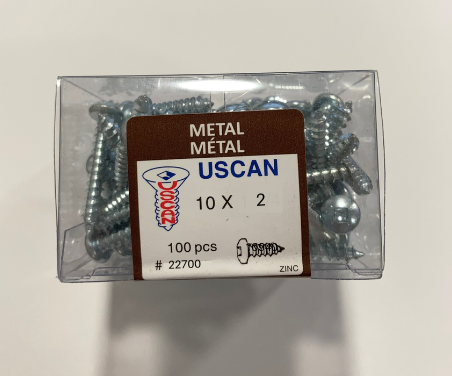 METAL
MÉTAL
USCAN
USCAN
10 X 2
100 pcs
# 22700
ZINC